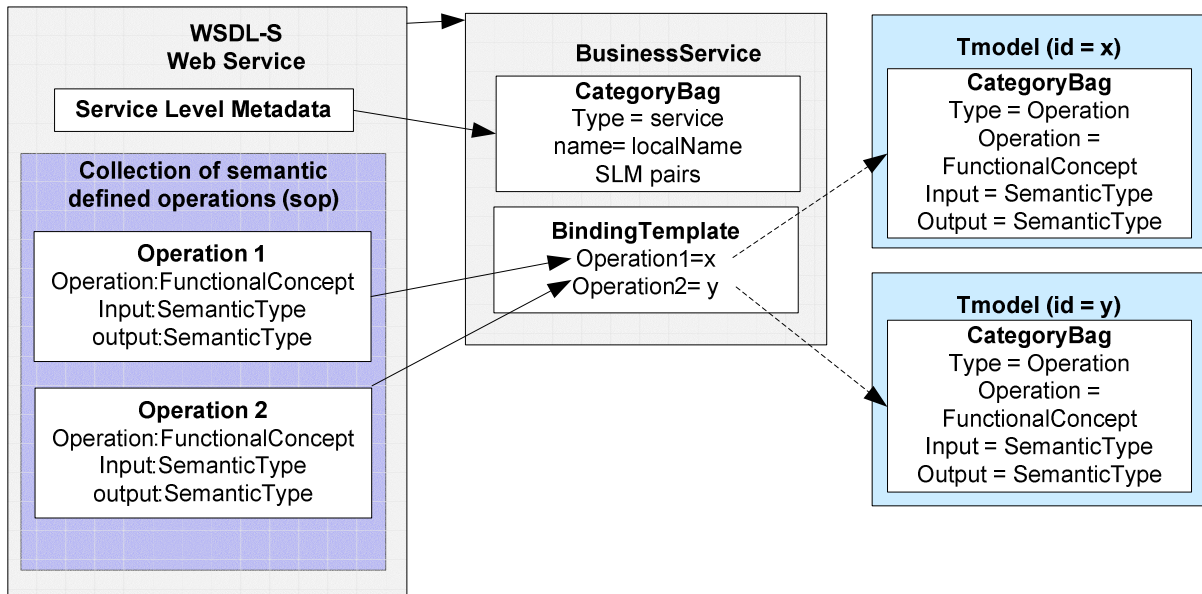 WSDL-S
Web Service
Service Level Metadata
Collection of semantic
defined operations (sop)
Operation 1
Operation:FunctionalConcept
Input:SemanticType
output:SemanticType
Operation 2
Operation:FunctionalConcept
Input:SemanticType
output:SemanticType
BusinessService
CategoryBag
Type = service
name= localName
SLM pairs
BindingTemplate
Operation1=x
Operation2= y
Tmodel (id = x)
CategoryBag
Type = Operation
Operation =
FunctionalConcept
Input = SemanticType
Output = SemanticType
Tmodel (id = y)
CategoryBag
Type = Operation
Operation =
FunctionalConcept
Input = SemanticType
Output = SemanticType